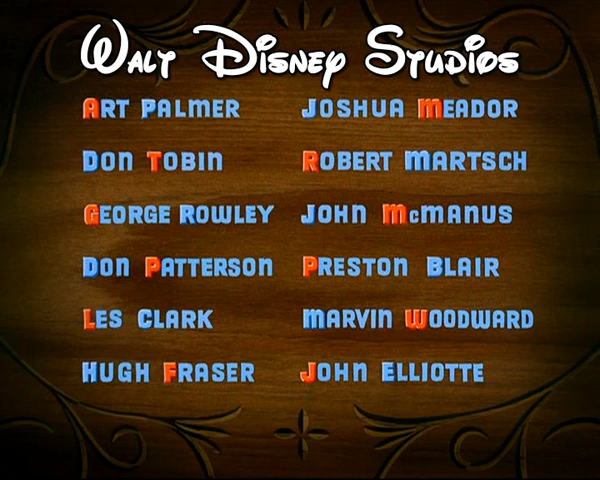 Walt Disney Studios
ART PALMER JOSHUA MEADOR
DON TOBIN ROBERT MARTSCH
GEORGE ROWLEY JOHN McMANUS
DON PATTERSON PRESTON BLAIR
LES CLARK MARVIN WOODWARD
HUGH FRASER JOHN ELLIOTTE